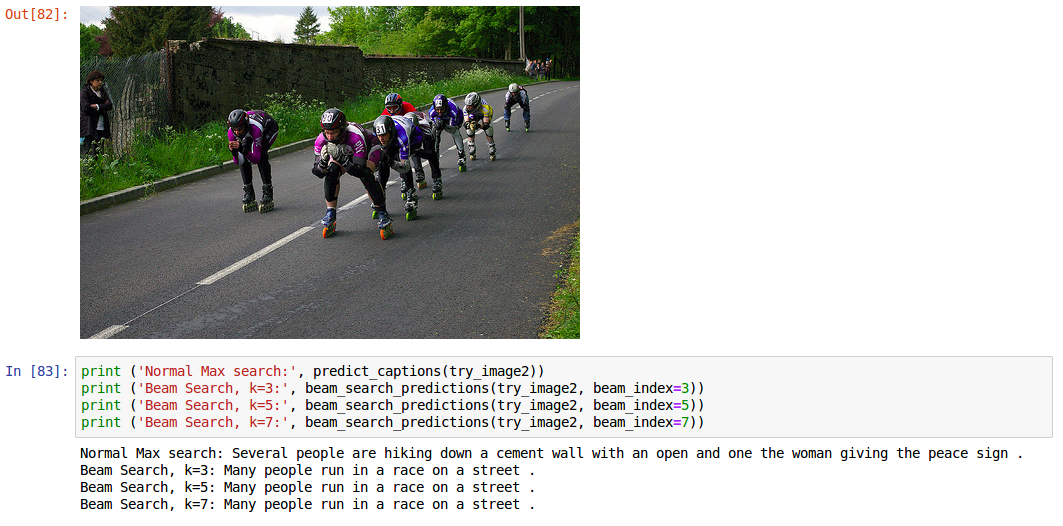 Out[82]:
In [83]:
print ('Normal Max search:', predict_captions(try_image2))
print ('Beam Search, k=3:', beam_search_predictions(try_image2, beam_index=3))
print ('Beam Search, k=5:', beam_search_predictions(try_image2, beam_index=5))
print ('Beam Search, k=7:', beam_search_predictions(try_image2, beam_index=7))
Normal Max search: Several people are hiking down a cement wall with an open and one the woman giving the peace sign .
Beam Search, k=3: Many people run in a race on a street .
Beam Search, k=5: Many people run in a race on a street .
Beam Search, k=7: Many people run in a race on a street .